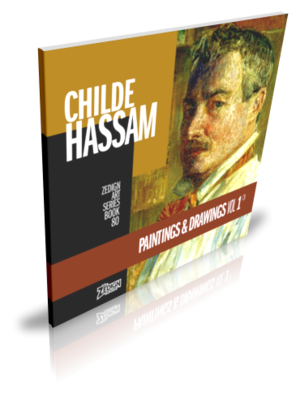 CHILDE
HASSAM
ZEDIGN
ART
SERIES
BOOK
80
PAINTINGS & DRAWINGS VOL 1